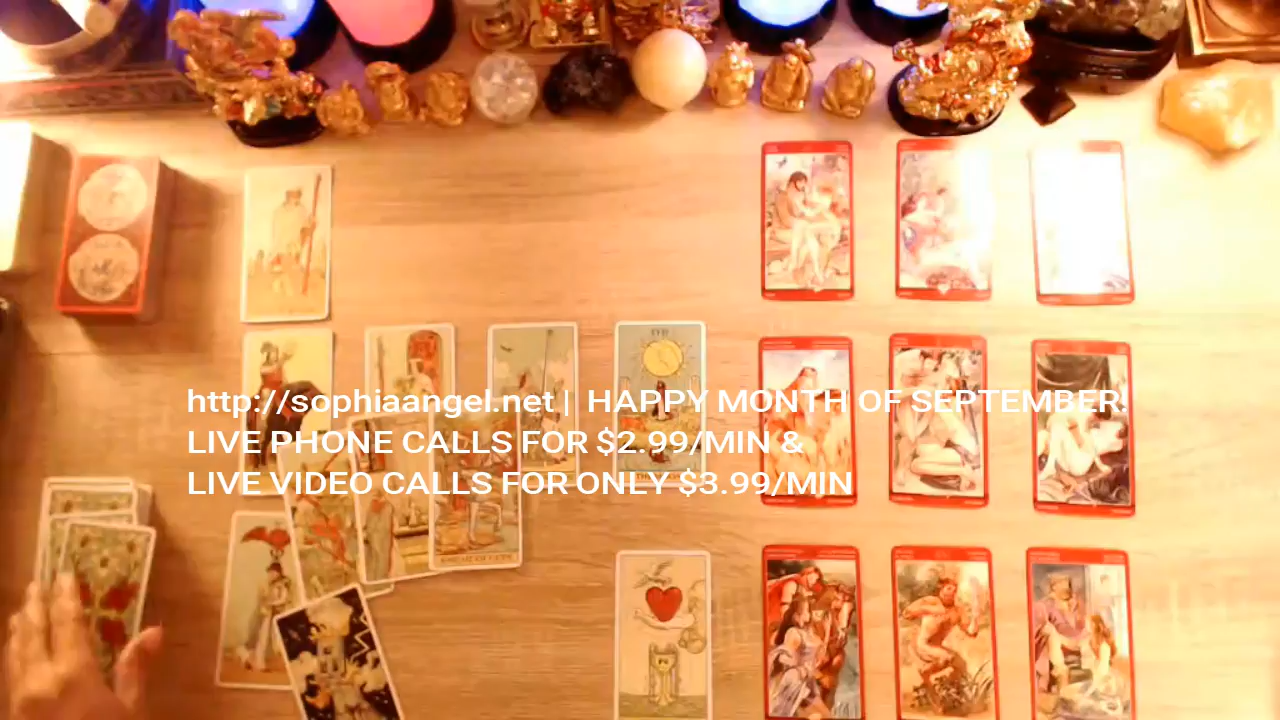 http://sophiaangel.net | HAPPY MONTH OF SEPTEMBER!
LIVE PHONE CALLS FOR $2.99/MIN &
LIVE VIDEO CALLS FOR ONLY $3.99/MIN